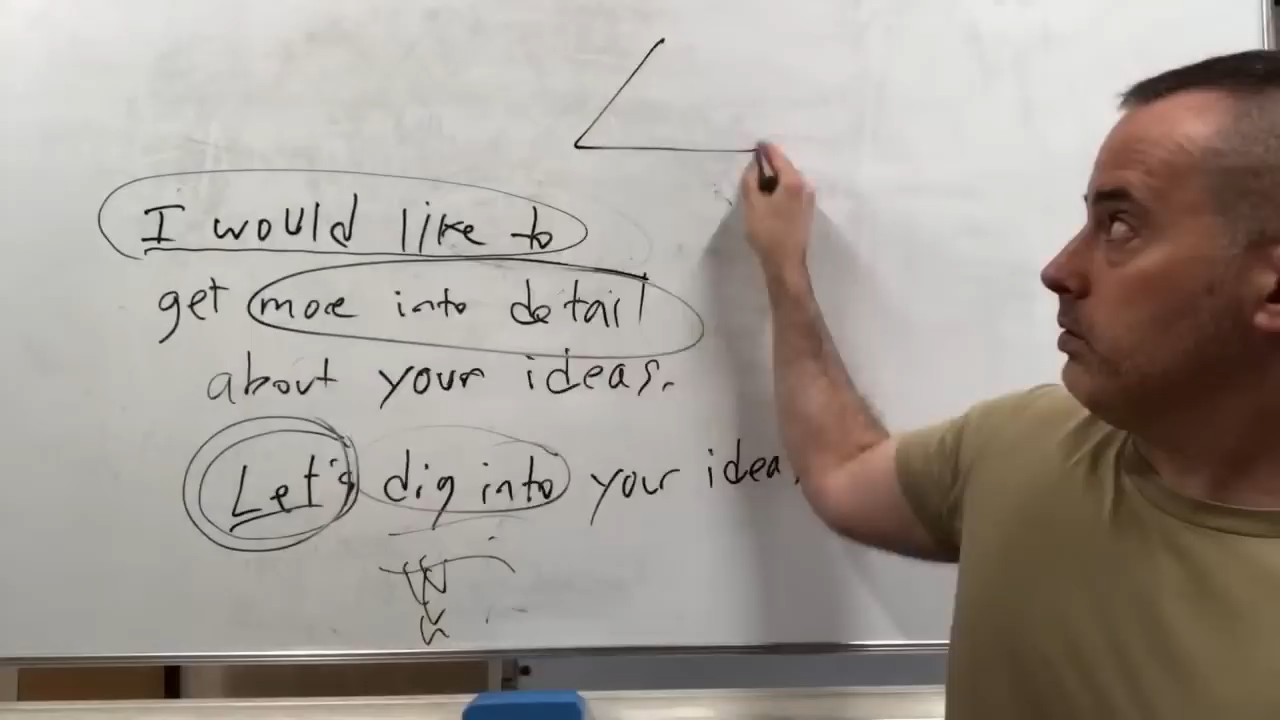 I would like to
get more into detail
about your ideas.
Let's dig into your idea.